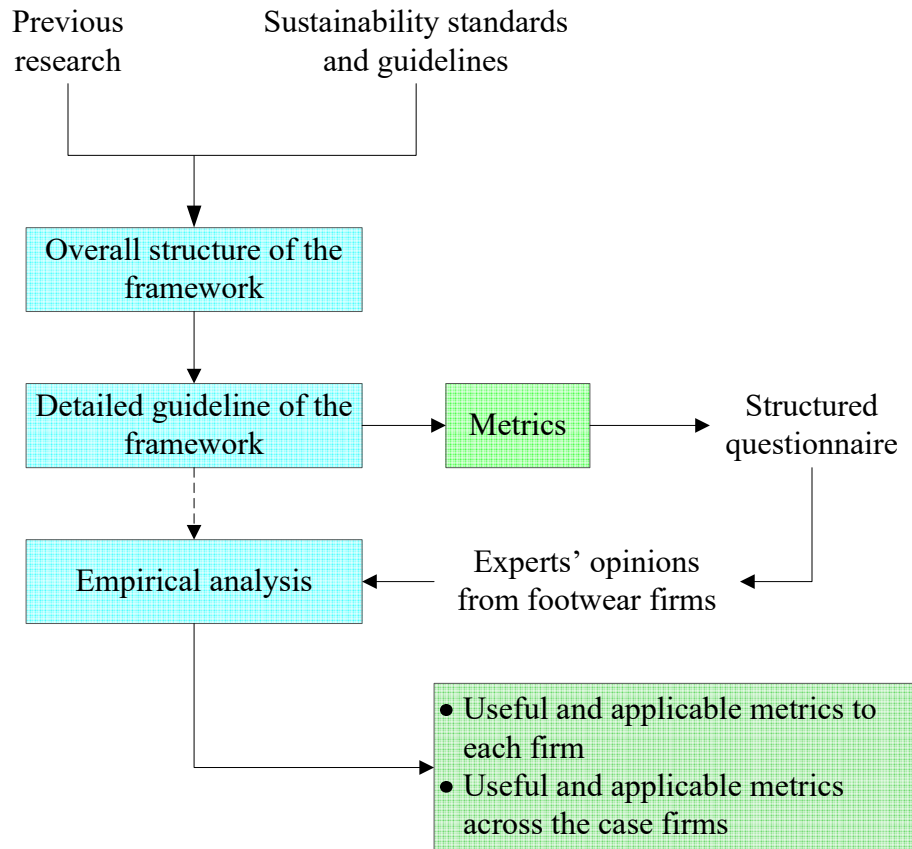 Previous
research
Sustainability standards
and guidelines
Overall structure of the
framework
Detailed guideline of the
framework
Metrics
Structured
questionnaire
Empirical analysis
Experts’ opinions
from footwear firms
● Useful and applicable metrics to
each firm
● Useful and applicable metrics
across the case firms